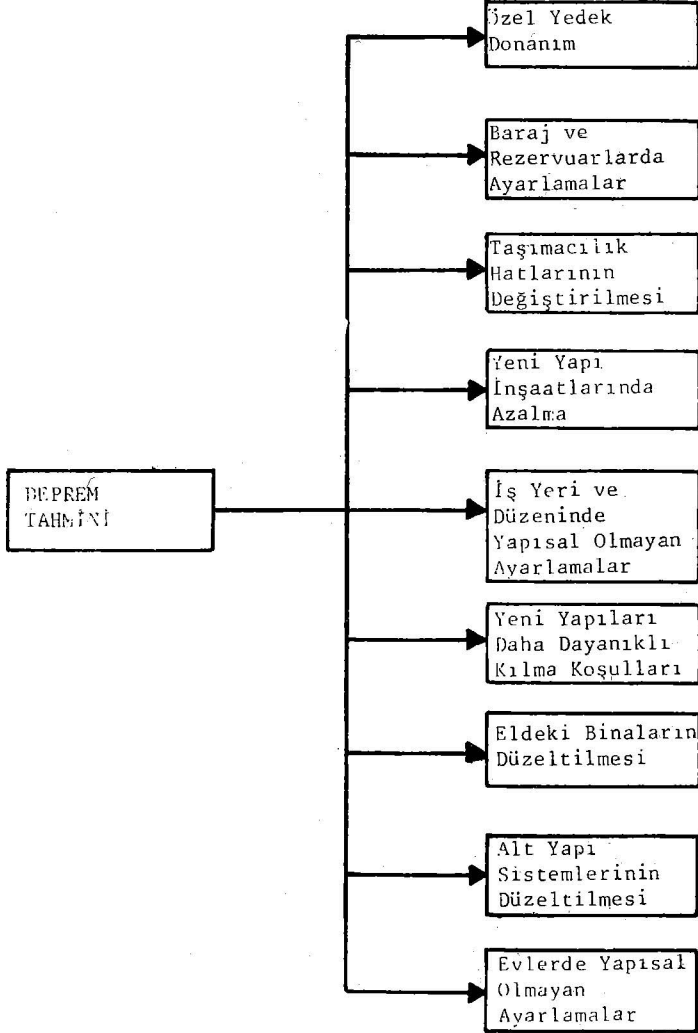 Özel Yedek
Donanım
Baraj ve
Rezervuarlarda
Ayarlamalar
Taşımacılık
Hatlarının
Değiştirilmesi
Yeni Yapı
İnşaatlarında
Azalma
DEPREM
TAHMİNİ
İş Yeri ve
Düzeninde
Yapısal Olmayan
Ayarlamalar
Yeni Yapıları
Daha Dayanıklı
Kılma Koşulları
Eldeki Binaların
Düzeltilmesi
Alt Yapı
Sistemlerinin
Düzeltilmesi
Evlerde Yapısal
Olmayan
Ayarlamalar